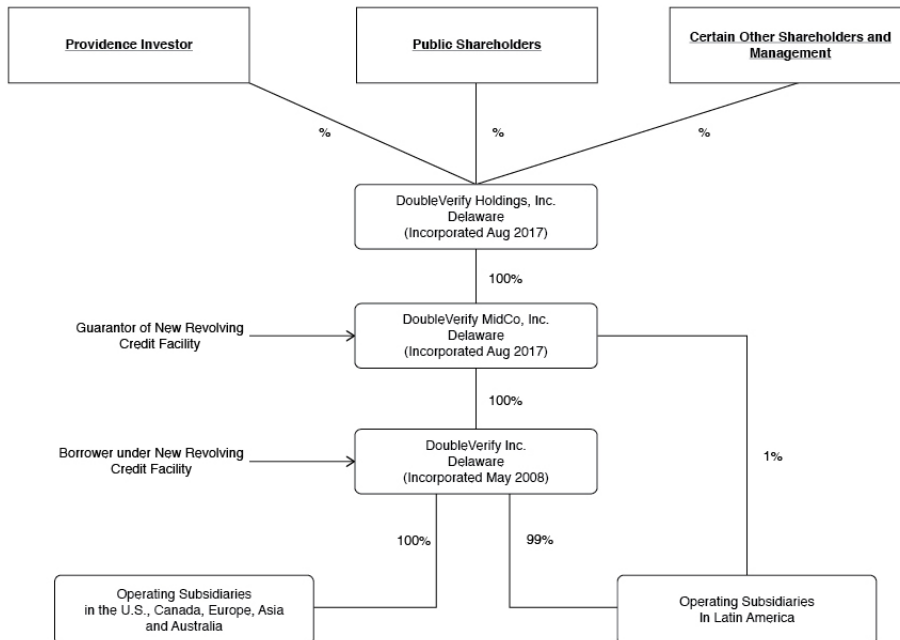 Providence Investor
Public Shareholders
Certain Other Shareholders and
Management
%
%
%
DoubleVerify Holdings, Inc.
Delaware
(Incorporated Aug 2017)
100%
Guarantor of New Revolving
Credit Facility
DoubleVerify MidCo, Inc.
Delaware
(Incorporated Aug 2017)
100%
Borrower under New Revolving
Credit Facility
DoubleVerify Inc.
Delaware
(Incorporated May 2008)
1%
100%
99%
Operating Subsidiaries
in the U.S., Canada, Europe, Asia
and Australia
Operating Subsidiaries
In Latin America